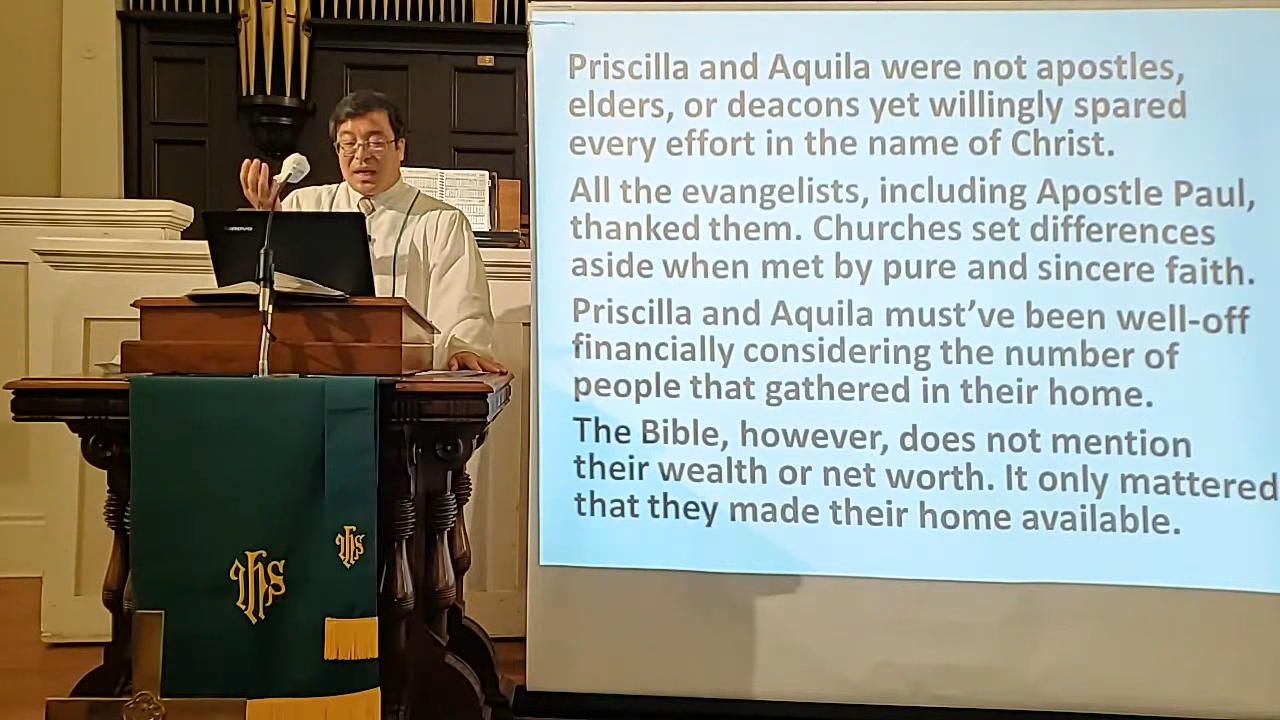 Priscilla and Aquila were not apostles,
elders, or deacons yet willingly spared
every effort in the name of Christ.
All the evangelists, including Apostle Paul,
thanked them. Churches set differences
aside when met by pure and sincere faith.
Priscilla and Aquila must've been well-off
financially considering the number of
people that gathered in their home.
The Bible, however, does not mention
their wealth or net worth. It only mattered
that they made their home available.
lenovo
ihs
ihs